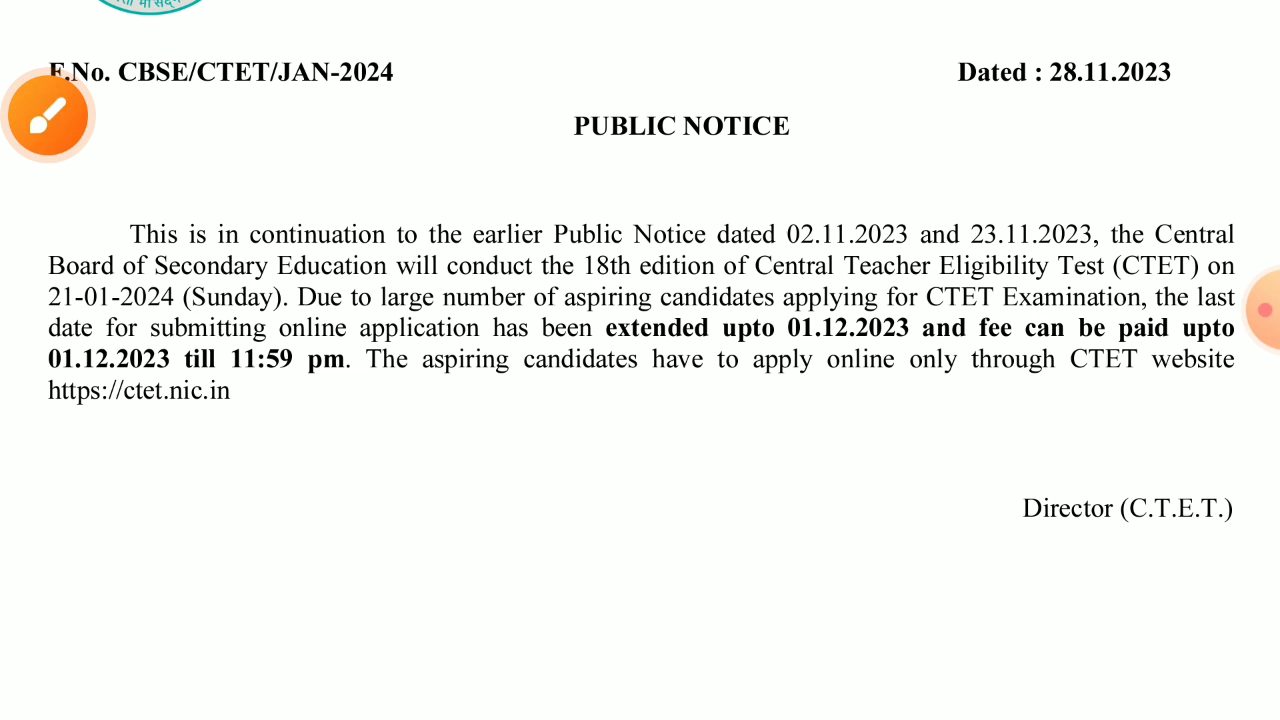 F.No. CBSE/CTET/JAN-2024
Dated : 28.11.2023
PUBLIC NOTICE
This is in continuation to the earlier Public Notice dated 02.11.2023 and 23.11.2023, the Central
Board of Secondary Education will conduct the 18th edition of Central Teacher Eligibility Test (CTET) on
21-01-2024 (Sunday). Due to large number of aspiring candidates applying for CTET Examination, the last
date for submitting online application has been extended upto 01.12.2023 and fee can be paid upto
01.12.2023 till 11:59 pm. The aspiring candidates have to apply online only through CTET website
https://ctet.nic.in
Director (C.T.E.T.)